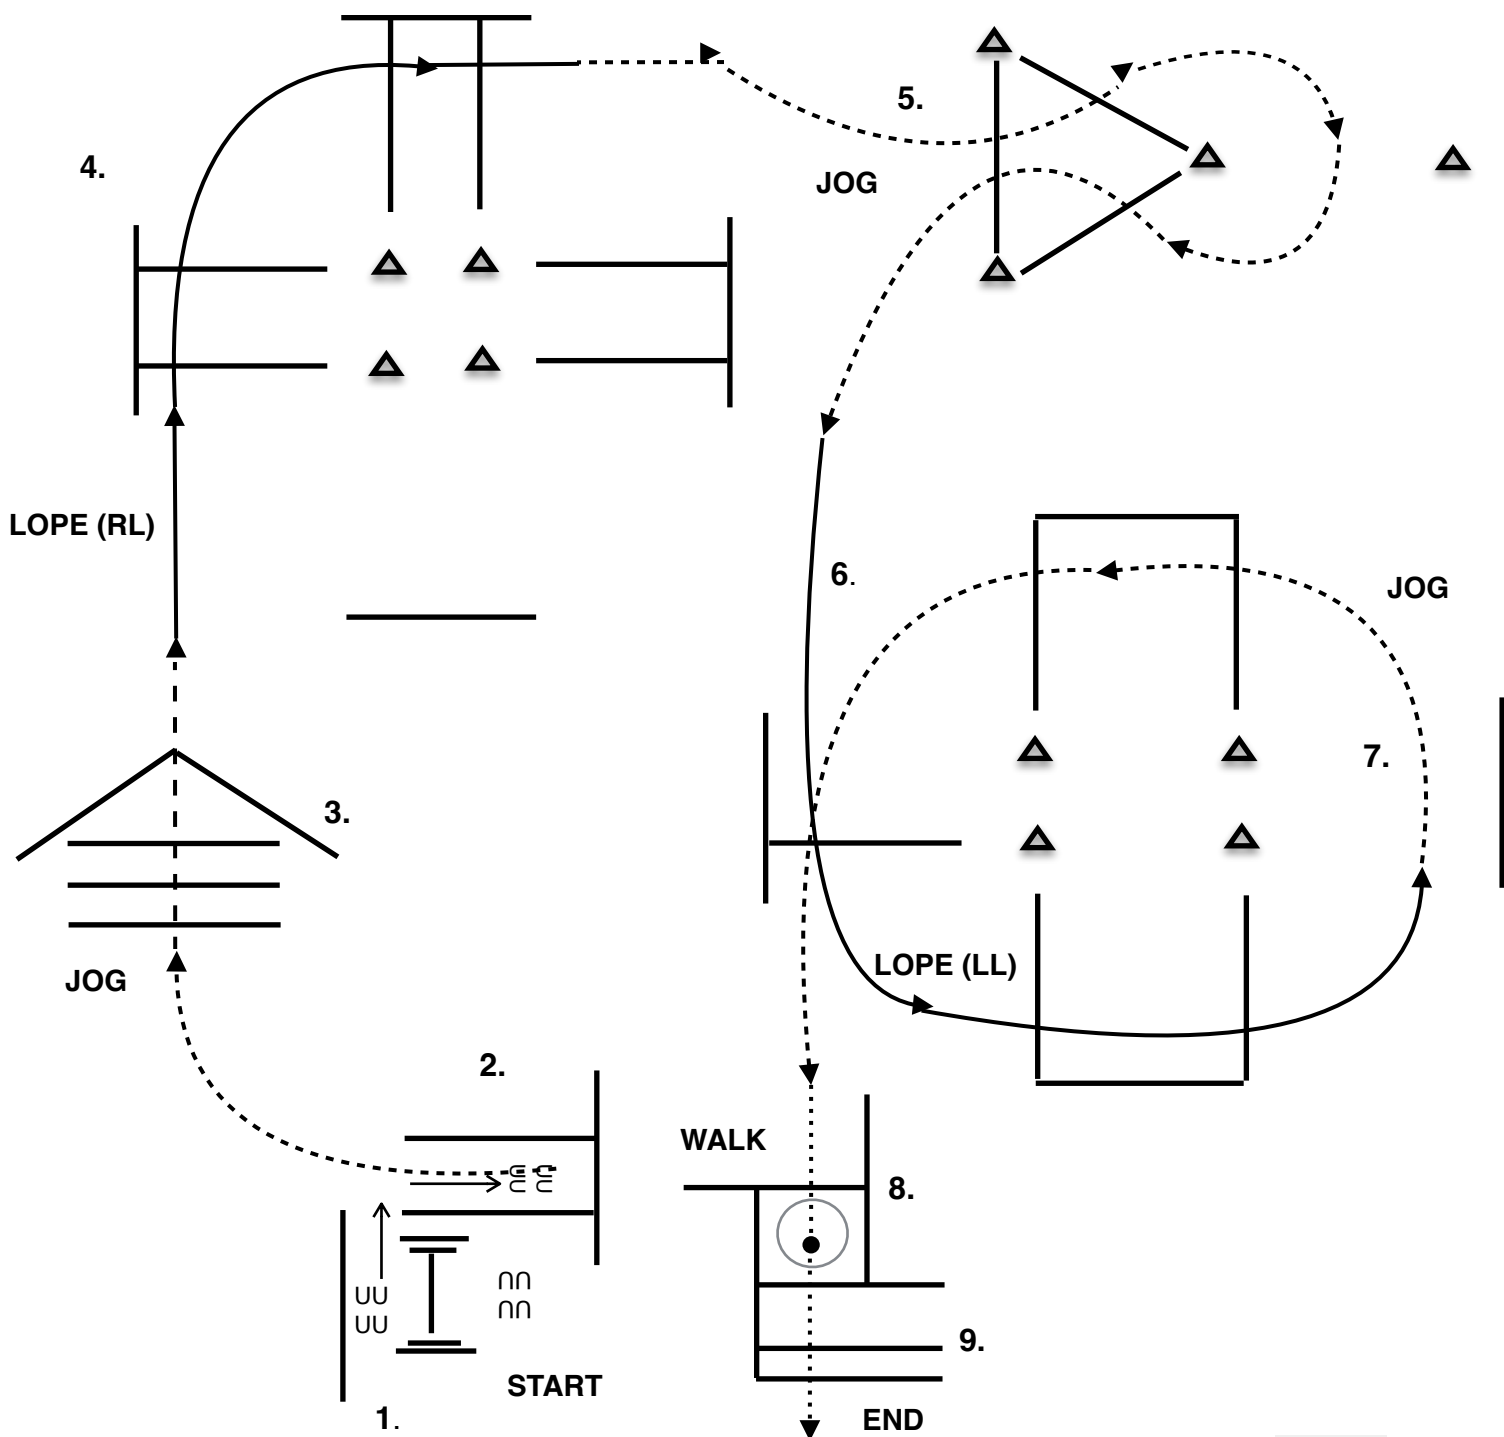 5.
4.
JOG
LOPE (RL)
6.
JOG
7.
3.
LOPE (LL)
JOG
2.
WALK
8.
9.
START
1.
END